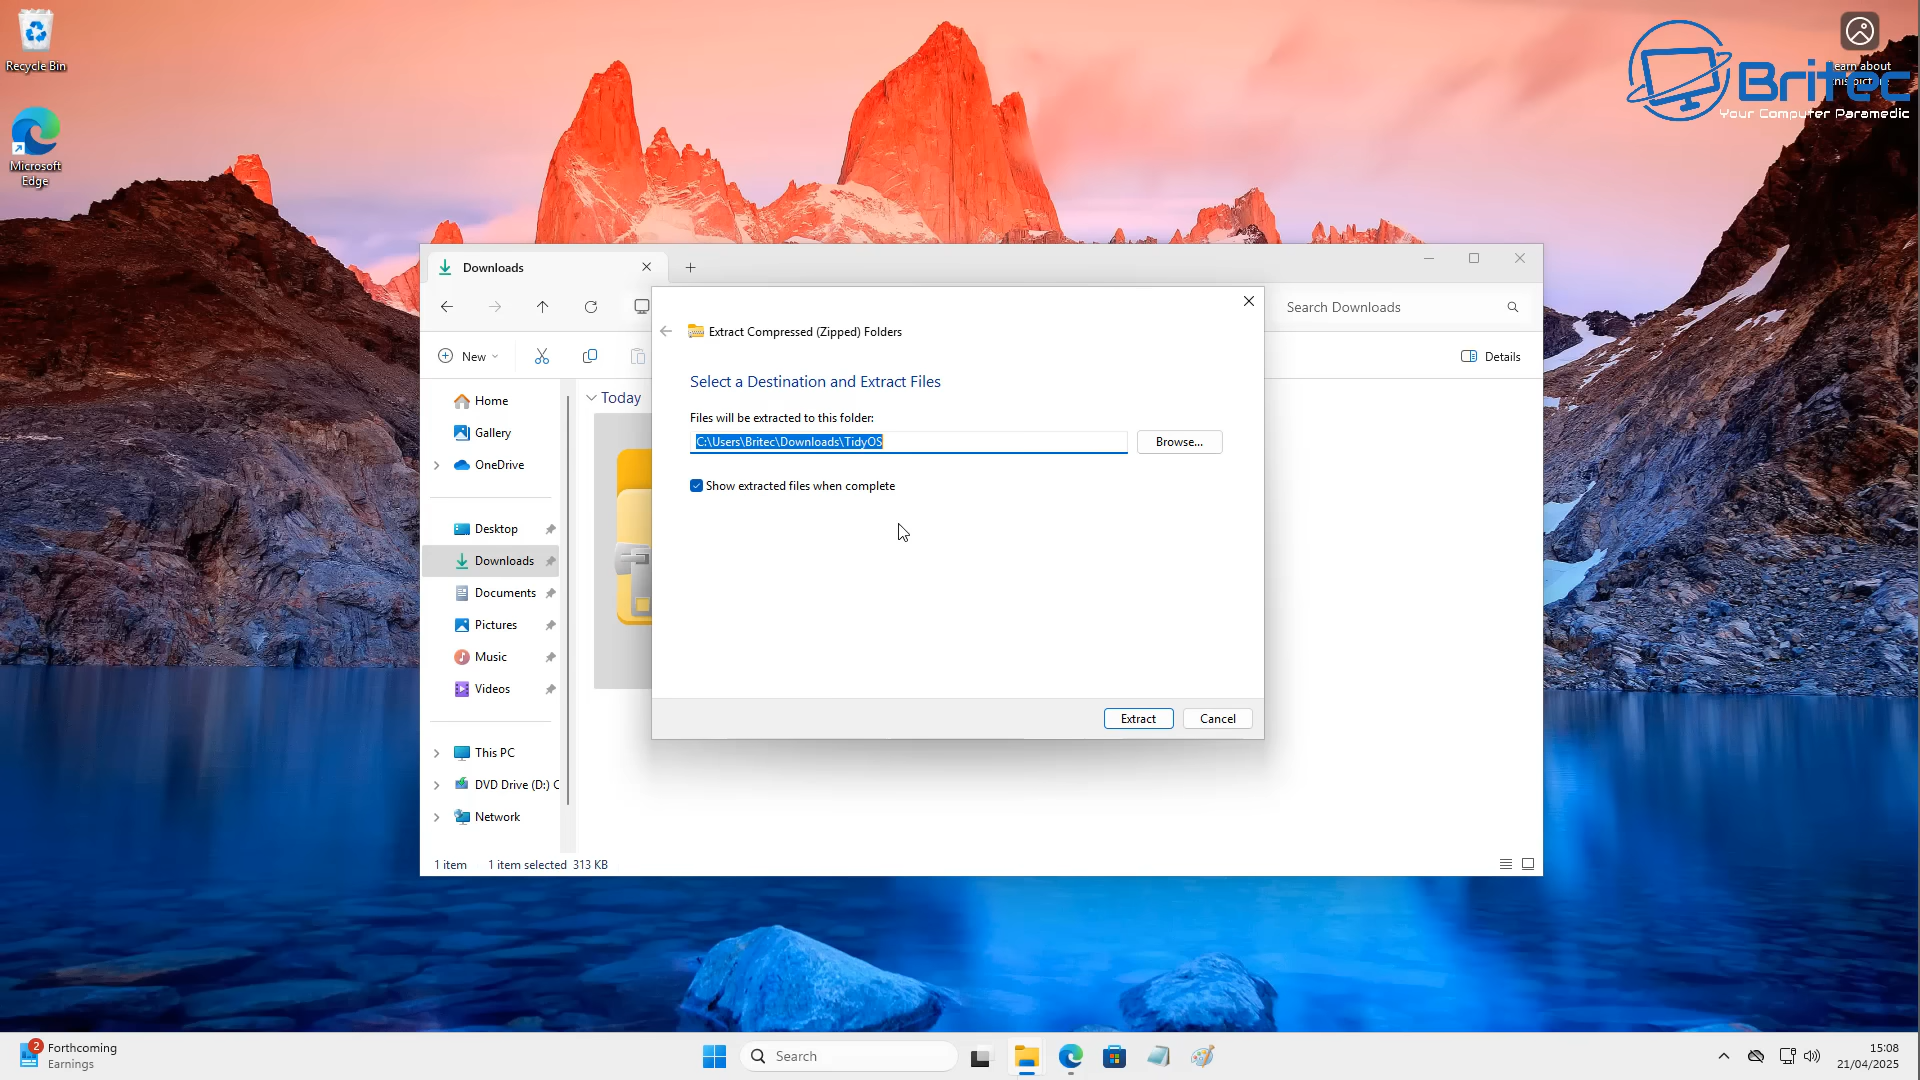 Recycle Bin
Microsoft
Edge
Britec
Your Computer Paramedic
Downloads
Search Downloads
New
Details
Extract Compressed (Zipped) Folders
Select a Destination and Extract Files
Files will be extracted to this folder:
C:\Users\Britec\Downloads\TidyOS
Browse...
Show extracted files when complete
Extract
Cancel
Today
Home
Gallery
OneDrive
Desktop
Downloads
Documents
Pictures
Music
Videos
This PC
DVD Drive (D:) C
Network
1 item
1 item selected 313 KB
2
Forthcoming
Earnings
Search
15:08
21/04/2025